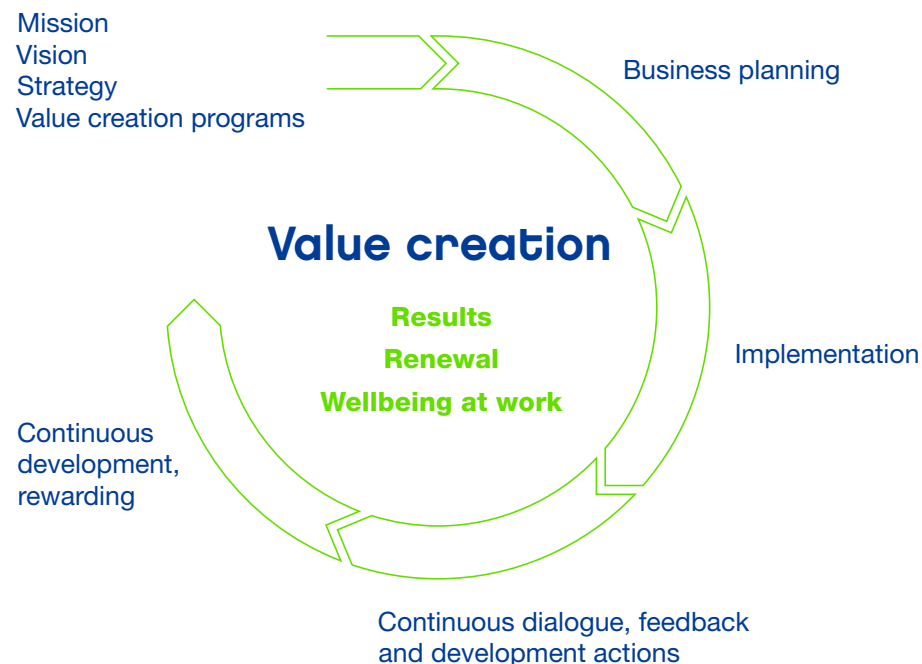 Mission
Vision
Strategy
Value creation programs
Business planning
Value creation
Results
Renewal
Wellbeing at work
Implementation
Continuous
development,
rewarding
Continuous dialogue, feedback
and development actions